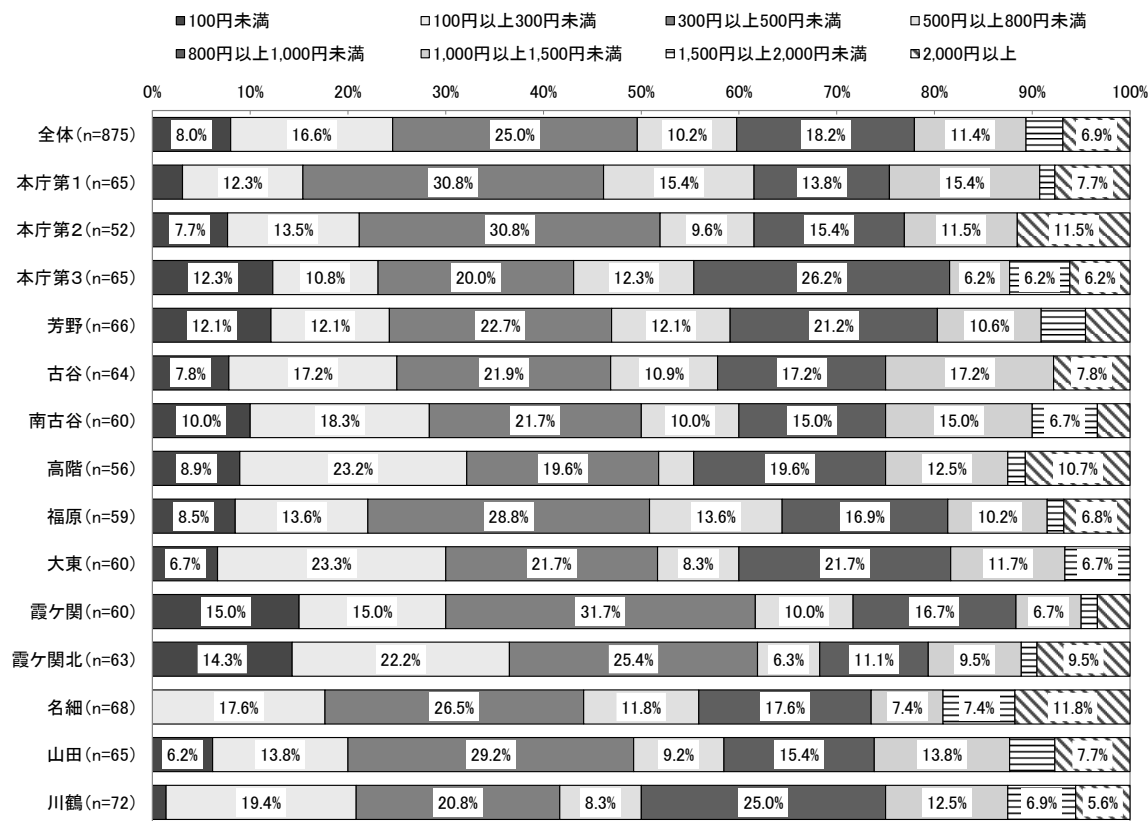 ■100円未満 □100円以上300円未満 ■300円以上500円未満 □500円以上800円未満
■800円以上1,000円未満 □1,000円以上1,500円未満 1,500円以上2,000円未満 2,000円以上
0% 10% 20% 30% 40% 50% 60% 70% 80% 90% 100%
全体(n=875) 8.0% 16.6% 25.0% 10.2% 18.2% 11.4% 6.9%
本庁第1(n=65) 12.3% 30.8% 15.4% 13.8% 15.4% 7.7%
本庁第2(n=52) 7.7% 13.5% 30.8% 9.6% 15.4% 11.5% 11.5%
本庁第3(n=65) 12.3% 10.8% 20.0% 12.3% 26.2% 6.2% 6.2% 6.2%
芳野(n=66) 12.1% 12.1% 22.7% 12.1% 21.2% 10.6%
古谷(n=64) 7.8% 17.2% 21.9% 10.9% 17.2% 17.2% 7.8%
南古谷(n=60) 10.0% 18.3% 21.7% 10.0% 15.0% 15.0% 6.7%
高階(n=56) 8.9% 23.2% 19.6% 19.6% 12.5% 10.7%
福原(n=59) 8.5% 13.6% 28.8% 13.6% 16.9% 10.2% 6.8%
大東(n=60) 6.7% 23.3% 21.7% 8.3% 21.7% 11.7% 6.7%
霞ケ関(n=60) 15.0% 15.0% 31.7% 10.0% 16.7% 6.7%
霞ケ関北(n=63) 14.3% 22.2% 25.4% 6.3% 11.1% 9.5% 9.5%
名細(n=68) 17.6% 26.5% 11.8% 17.6% 7.4% 7.4% 11.8%
山田(n=65) 6.2% 13.8% 29.2% 9.2% 15.4% 13.8% 7.7%
川鶴(n=72) 19.4% 20.8% 8.3% 25.0% 12.5% 6.9% 5.6%